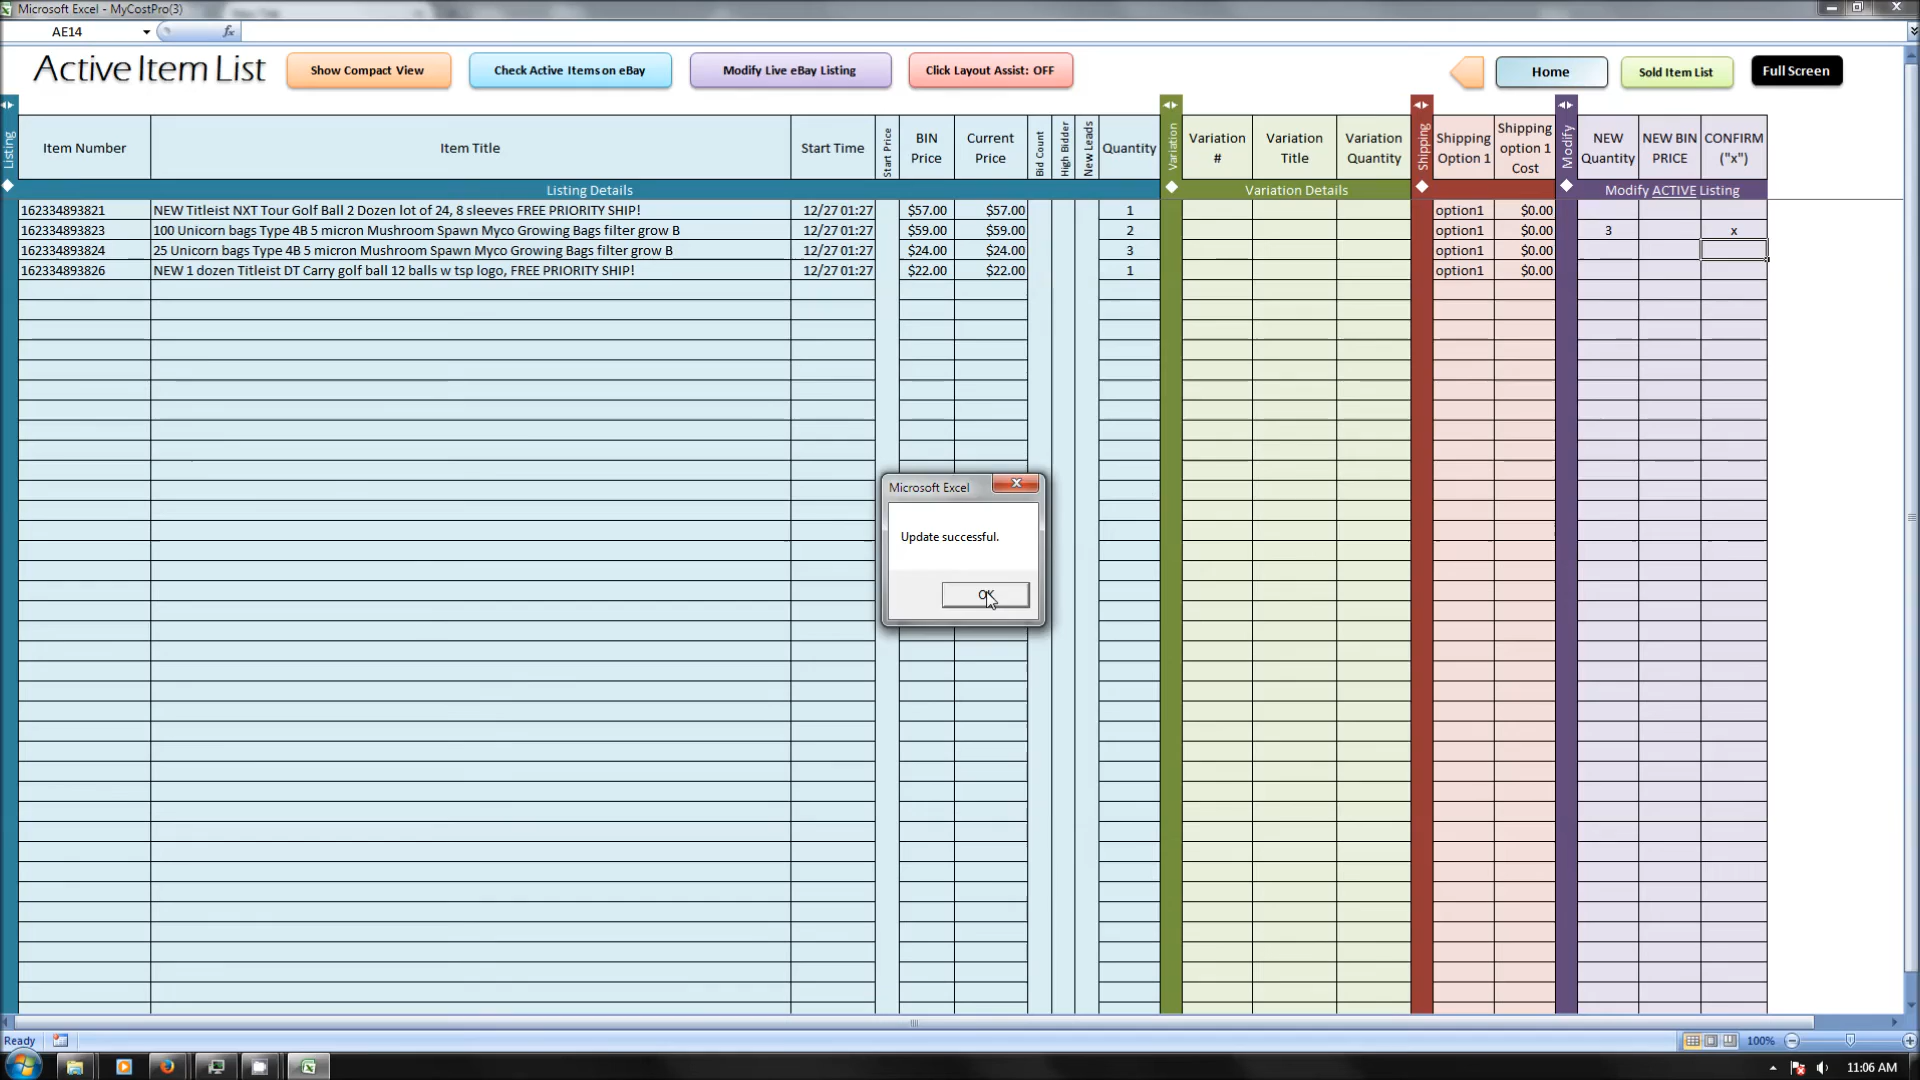 Microsoft Excel - MyCostPro(3)
AE14
fx
Active Item List
Show Compact View
Check Active Items on eBay
Modify Live eBay Listing
Click Layout Assist: OFF
Home
Sold Item List
Full Screen
Listing
Item Number
Item Title
Start Time
Start Price
BIN Price
Current Price
Bid Count
High Bidder
New Leads
Quantity
Variation
Variation #
Variation Title
Variation Quantity
Shipping
Shipping Option 1
Shipping option 1 Cost
Modify
NEW Quantity
NEW BIN PRICE
CONFIRM ("x")
Listing Details
Variation Details
Modify ACTIVE Listing
162334893821 NEW Titleist NXT Tour Golf Ball 2 Dozen lot of 24, 8 sleeves FREE PRIORITY SHIP! 12/27 01:27 $57.00 $57.00 1 option1 $0.00
162334893823 100 Unicorn bags Type 4B 5 micron Mushroom Spawn Myco Growing Bags filter grow B 12/27 01:27 $59.00 $59.00 2 option1 $0.00 3 x
162334893824 25 Unicorn bags Type 4B 5 micron Mushroom Spawn Myco Growing Bags filter grow B 12/27 01:27 $24.00 $24.00 3 option1 $0.00
162334893826 NEW 1 dozen Titleist DT Carry golf ball 12 balls w tsp logo, FREE PRIORITY SHIP! 12/27 01:27 $22.00 $22.00 1 option1 $0.00
Microsoft Excel
Update successful.
OK
Ready
100%
11:06 AM